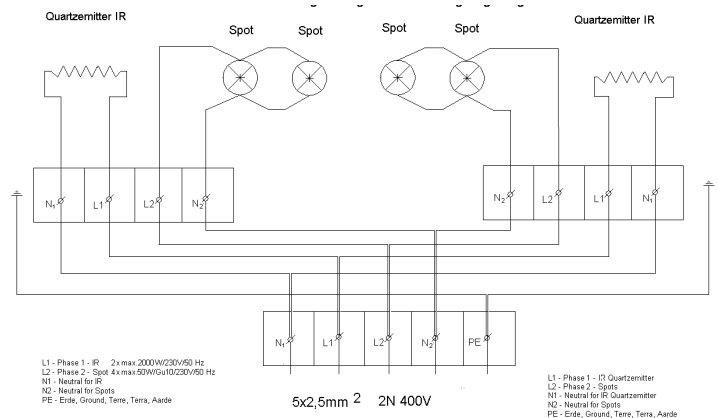 Quartzemitter IR
Spot
Spot
Spot
Spot
Quartzemitter IR
N1
L1
L2
N2
N2
L2
L1
N1
N1
L1
L2
N2
PE
L1 - Phase 1 - IR 2 x max.2000W/230V/50 Hz
L2 - Phase 2 - Spot 4 x max.50W/Gu10/230V/50 Hz
N1 - Neutral for IR
N2 - Neutral for Spots
PE - Erde, Ground, Terre, Terra, Aarde
5x2,5mm 2 2N 400V
L1 - Phase 1 - IR Quartzemitter
L2 - Phase 2 - Spots
N1 - Neutral for IR Quartzemitter
N2 - Neutral for Spots
PE - Erde, Ground, Terre, Terra, Aarde